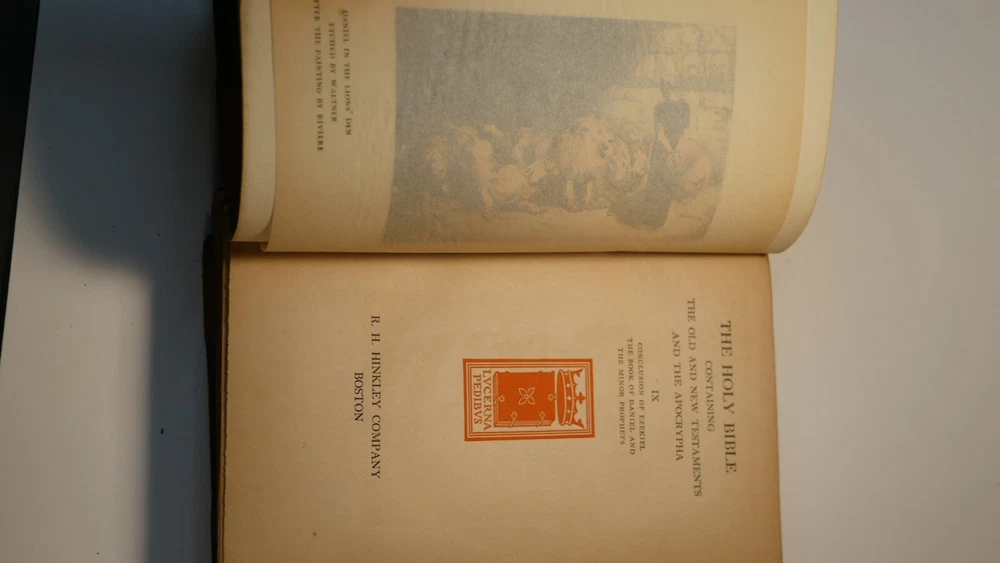 DANIEL IN THE LIONS' DEN
ETCHED BY WALTNER
AFTER THE PAINTING BY RIVIERE
THE HOLY BIBLE
CONTAINING
THE OLD AND NEW TESTAMENTS
AND THE APOCRYPHA
IX
CONCLUSION OF EZEKIEL
THE BOOK OF DANIEL AND
THE MINOR PROPHETS
LVCERNA
PEDIBVS
R. H. HINKLEY COMPANY
BOSTON